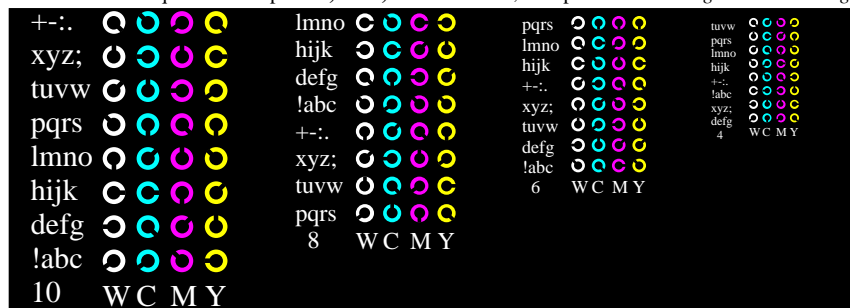 +-:.
xyz;
tuvw
pqrs
lmno
hijk
defg
!abc
10 W C M Y
lmno
hijk
defg
!abc
+-:.
xyz;
tuvw
pqrs
8 W C M Y
pqrs
lmno
hijk
+-:.
xyz;
tuvw
defg
!abc
6 W C M Y
tuvw
pqrs
lmno
hijk
+-:.
!abc
xyz;
defg
4 W C M Y